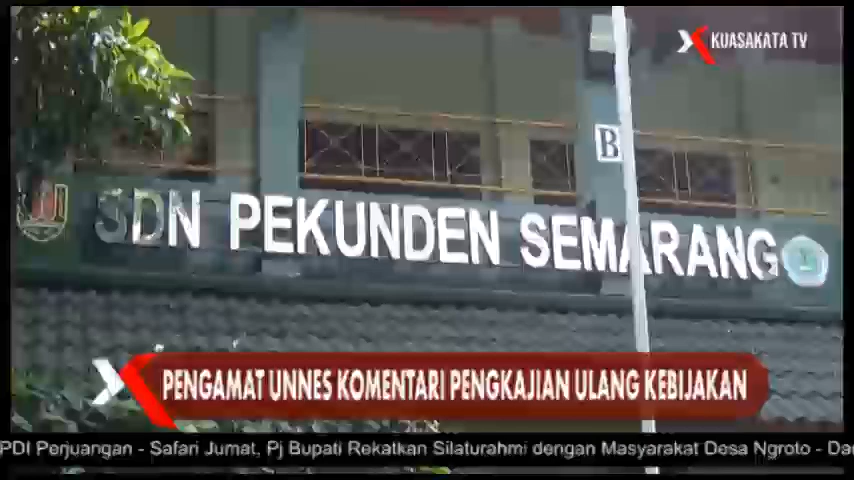 KUASAKATA TV
B
SDN PEKUNDEN SEMARANG
PENGAMAT UNNES KOMENTARI PENGKAJIAN ULANG KEBIJAKAN
PDI Perjuangan - Safari Jumat, Pj Bupati Rekatkan Silaturahmi dengan Masyarakat Desa Ngroto - Da